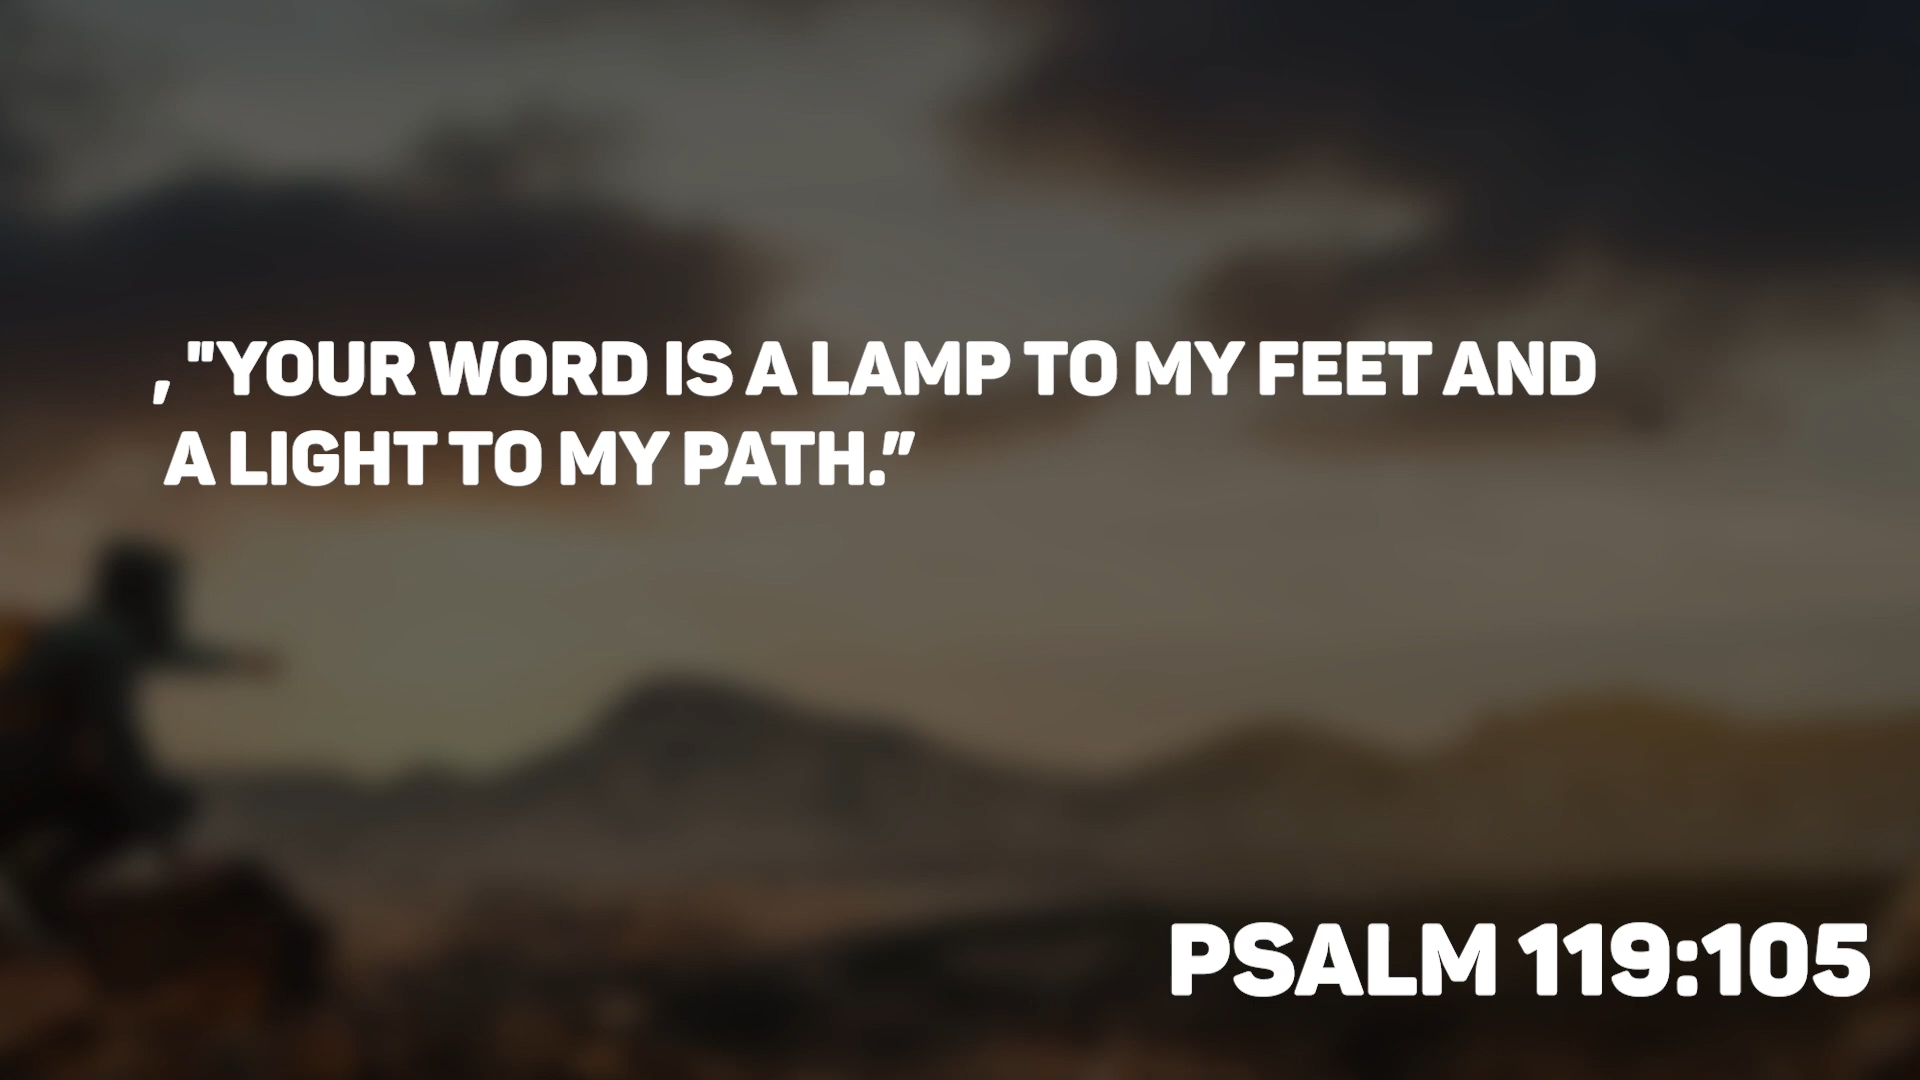 , "YOUR WORD IS A LAMP TO MY FEET AND
A LIGHT TO MY PATH.”
PSALM 119:105